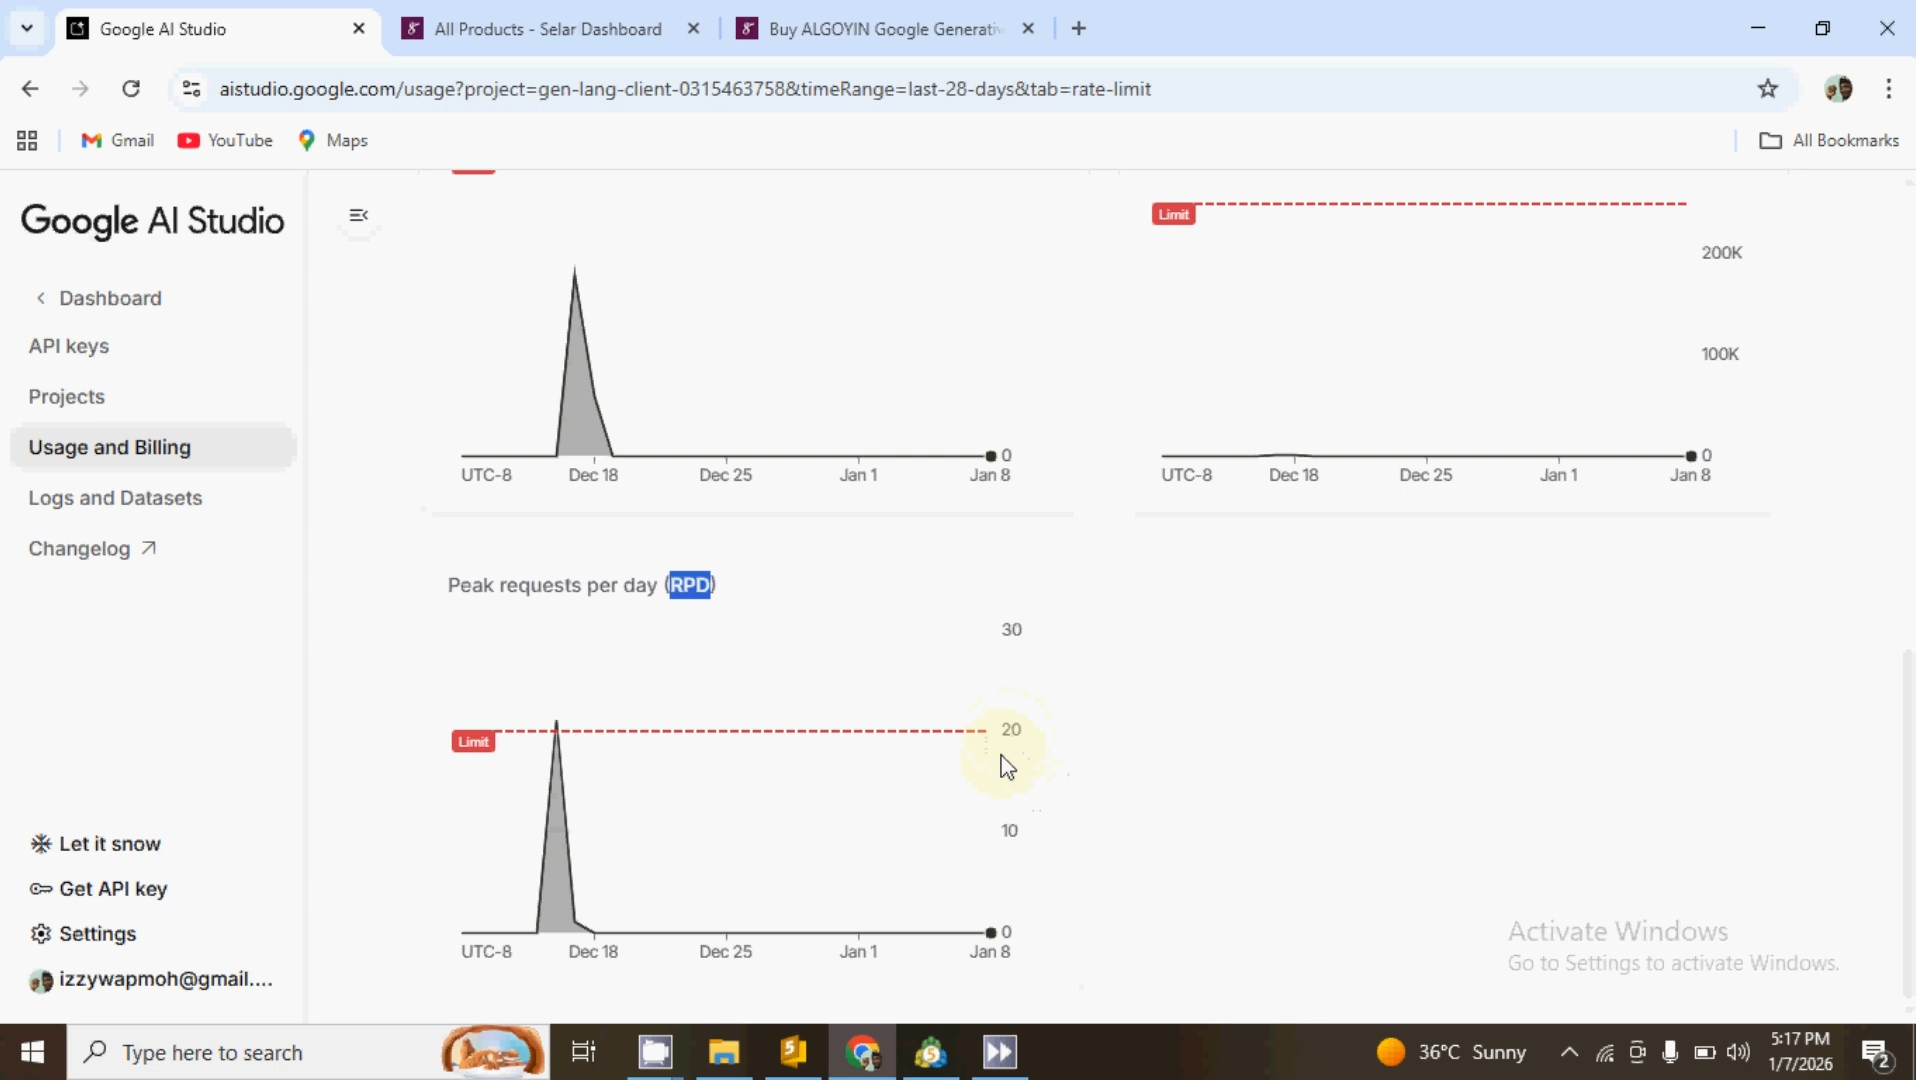 Google AI Studio
All Products - Selar Dashboard
Buy ALGOYIN Google Generati
aistudio.google.com/usage?project=gen-lang-client-0315463758&timeRange=last-28-days&tab=rate-limit
Gmail
YouTube
Maps
All Bookmarks
Google AI Studio
Dashboard
API keys
Projects
Usage and Billing
Logs and Datasets
Changelog
Let it snow
Get API key
Settings
izzywapmoh@gmail....
0
UTC-8 Dec 18 Dec 25 Jan 1 Jan 8
Limit
200K
100K
0
UTC-8 Dec 18 Dec 25 Jan 1 Jan 8
Peak requests per day (RPD)
30
Limit
20
10
0
UTC-8 Dec 18 Dec 25 Jan 1 Jan 8
Activate Windows
Go to Settings to activate Windows.
Type here to search
36°C Sunny
5:17 PM
1/7/2026
2